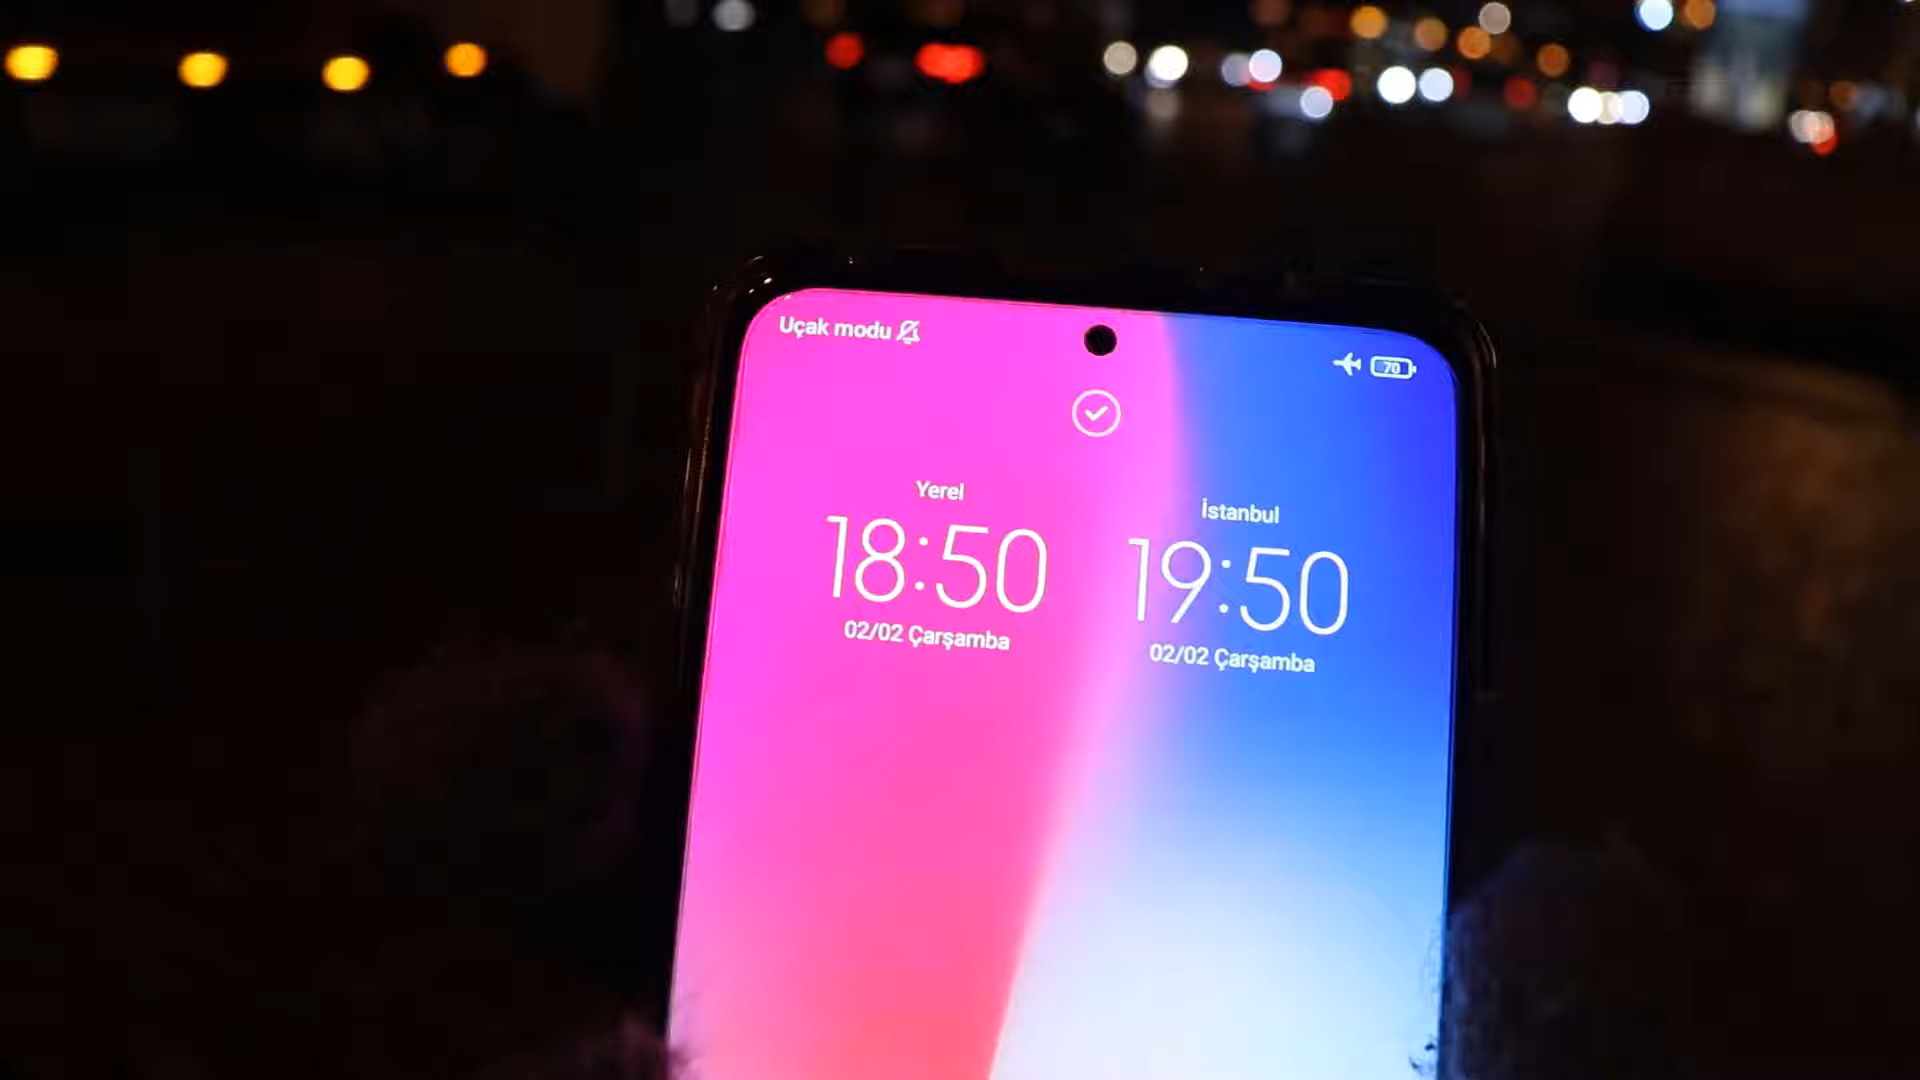 Uçak modu
70
Yerel
18:50
02/02 Çarşamba
İstanbul
19:50
02/02 Çarşamba